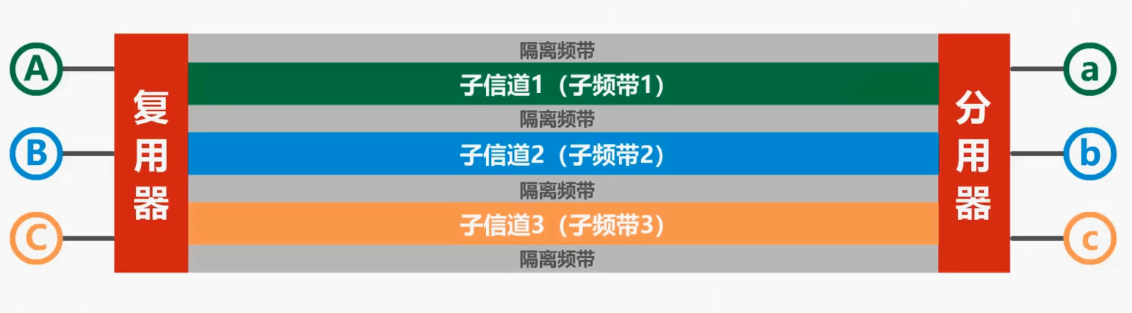 A
B
C
复用器
隔离频带
子信道1（子频带1）
隔离频带
子信道2（子频带2）
隔离频带
子信道3（子频带3）
隔离频带
分用器
a
b
c